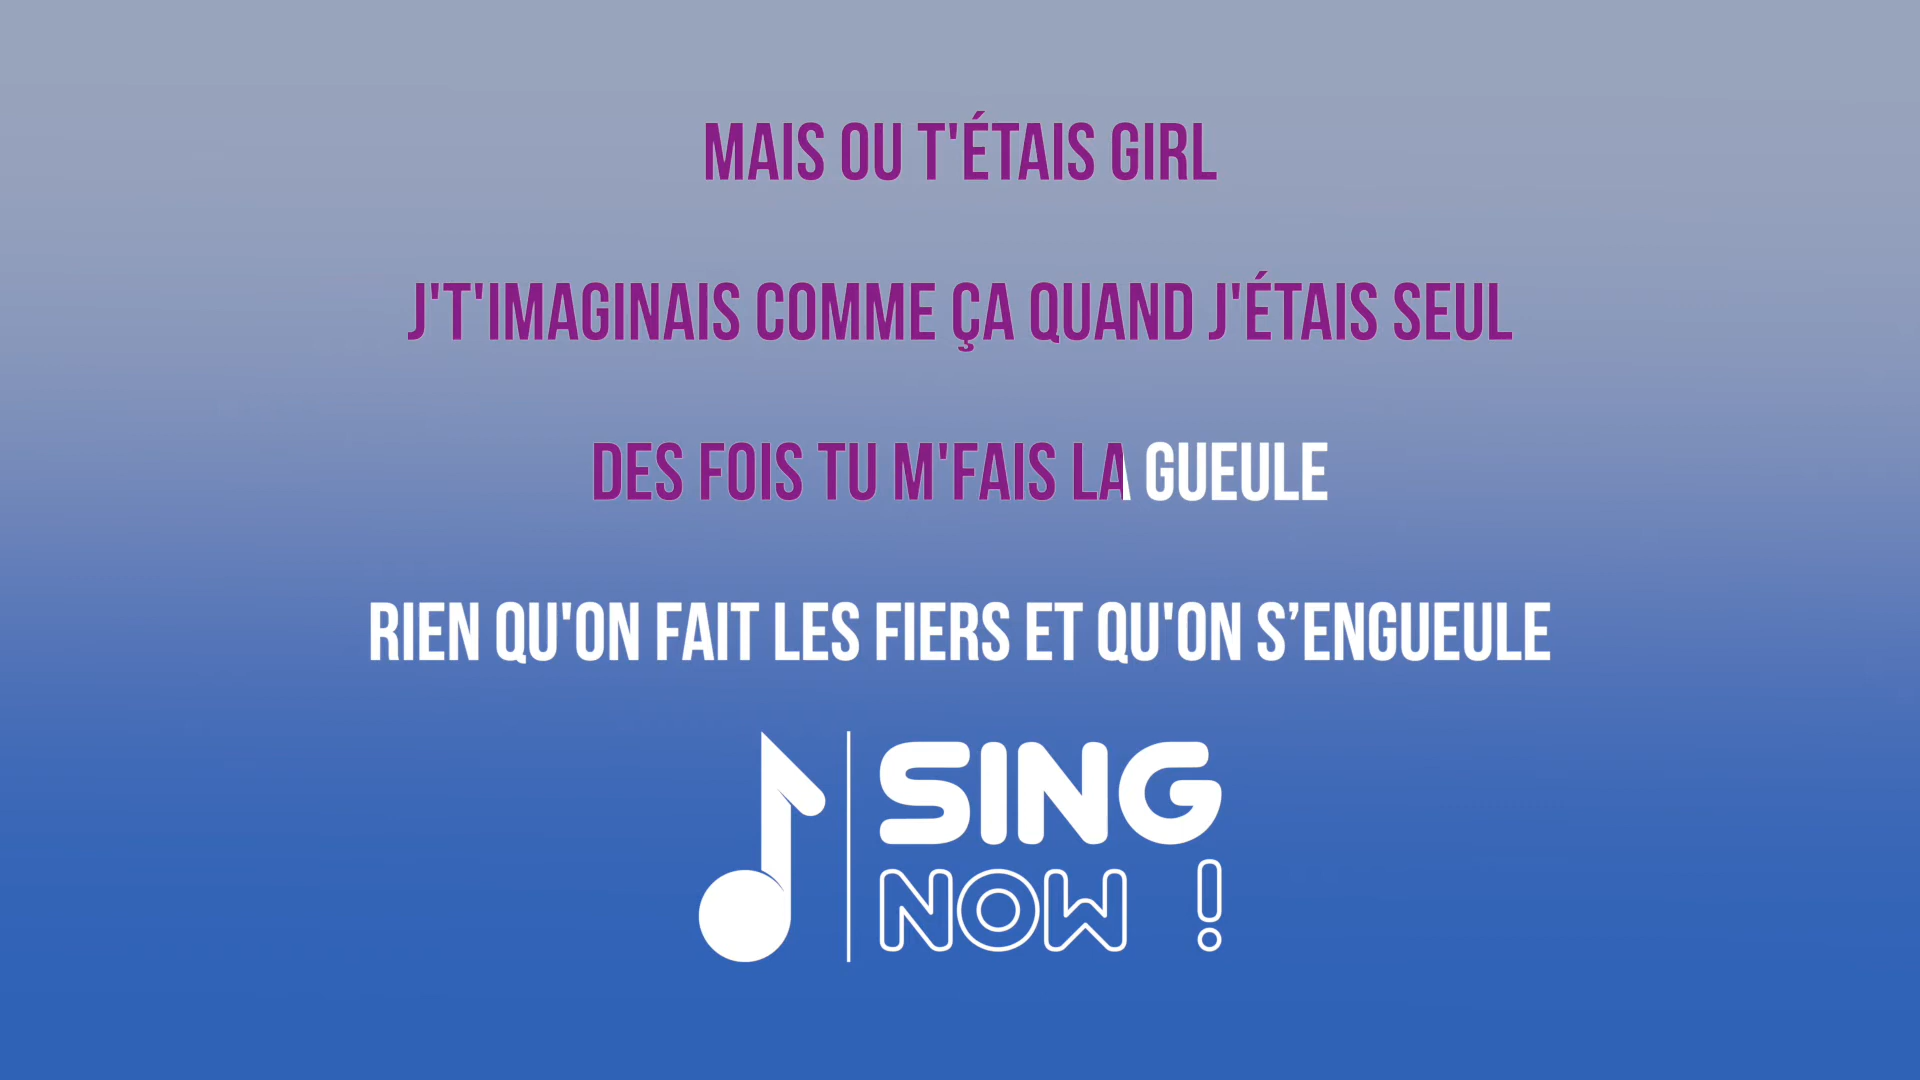 MAIS OU T'ÉTAIS GIRL
J'T'IMAGINAIS COMME ÇA QUAND J'ÉTAIS SEUL
DES FOIS TU M'FAIS LA GUEULE
RIEN QU'ON FAIT LES FIERS ET QU'ON S’ENGUEULE
SING
NOW !